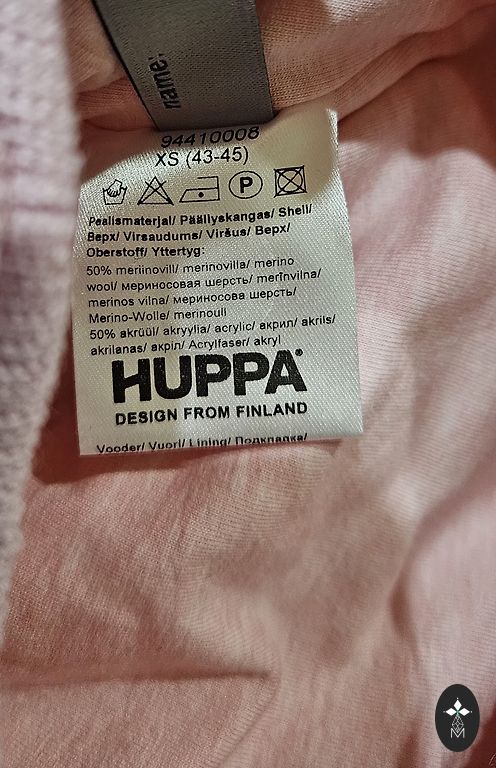 name:
94410008
XS (43-45)
P
Pealismaterjal/ Päällyskangas/ Shell/
Верх/ Virsaudums/ Viršus/ Верх/
Oberstoff/ Yttertyg:
50% meriinovill/ merinovilla/ merino
wool/ мериносовая шерсть/ merīnvilna/
merinos vilna/ мериносова шерсть/
Merino-Wolle/ merinoull
50% akrüül/ akryylia/ acrylic/ акрил/ akrils/
akrilanas/ акріл/ Acrylfaser/ akryl
HUPPA®
DESIGN FROM FINLAND
Vooder/ Vuori/ Lining/ Подкладка/
M